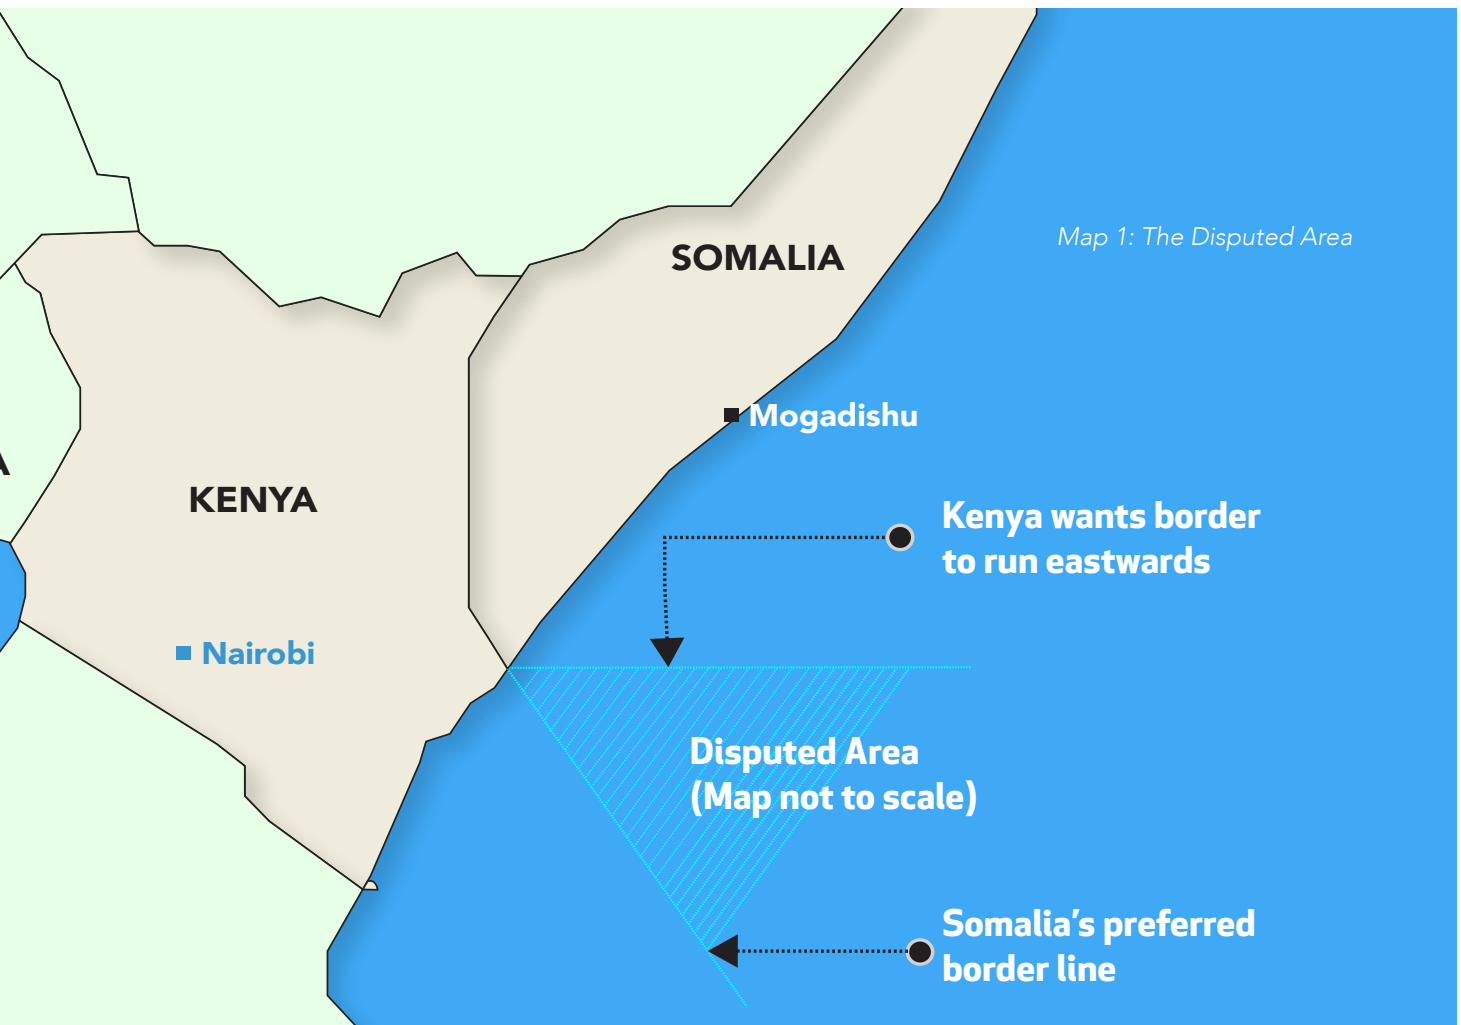 SOMALIA
Map 1: The Disputed Area
Mogadishu
KENYA
A
Kenya wants border
to run eastwards
Nairobi
Disputed Area
(Map not to scale)
Somalia's preferred
border line